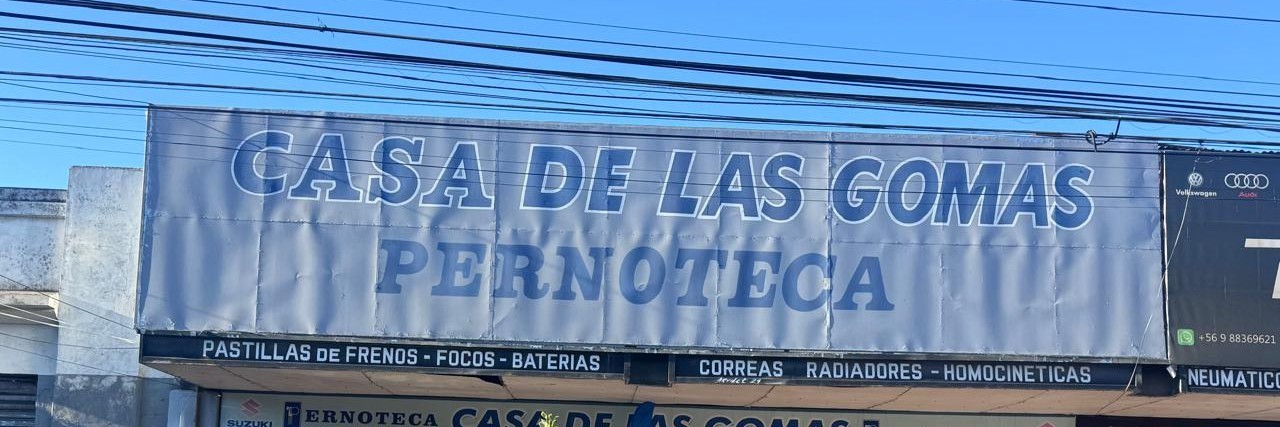 CASA DE LAS GOMAS
PERNOTECA
PASTILLAS DE FRENOS - FOCOS - BATERIAS
CORREAS RADIADORES - HOMOCINETICAS
Volkswagen
Audi
+56 9 88369621
NEUMATICO
SUZUKI
PERNOTECA CASA DE LAS GOMAS